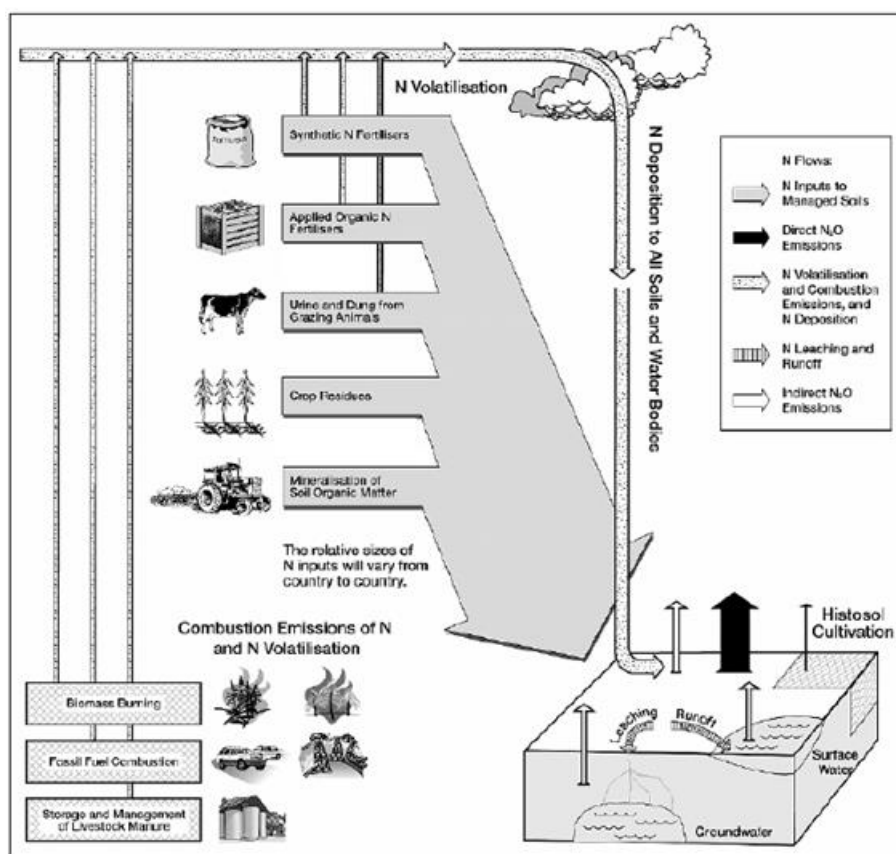 N Volatilisation
Synthetic N Fertilisers
Applied Organic N
Fertilisers
Urine and Dung from
Grazing Animals
Crop Residues
Mineralisation of
Soil Organic Matter
The relative sizes of
N inputs will vary from
country to country.
N Deposition to All Soils and Water Bodies
N Flows:
N Inputs to
Managed Soils
Direct N₂O
Emissions
N Volatilisation
and Combustion
Emissions, and
N Deposition
N Leaching and
Runoff
Indirect N₂O
Emissions
Combustion Emissions of N
and N Volatilisation
Biomass Burning
Fossil Fuel Combustion
Storage and Management
of Livestock Manure
Histosol
Cultivation
Leaching
Runoff
Surface
Water
Groundwater